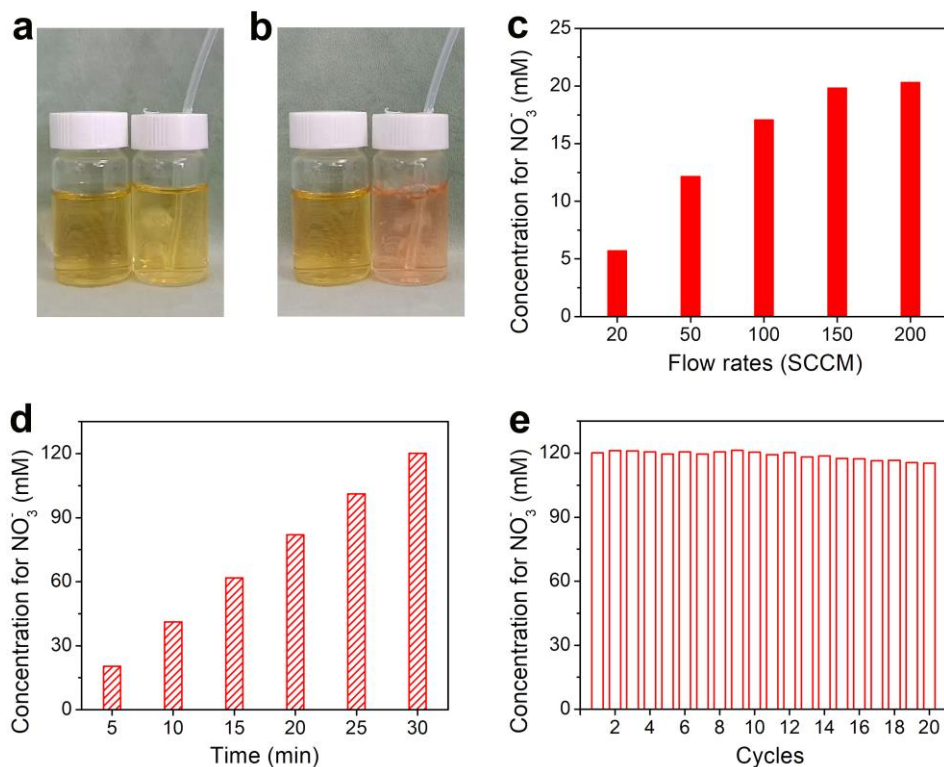 a
b
c
Concentration for NO₃⁻ (mM)
25
20
15
10
5
0
20 50 100 150 200
Flow rates (SCCM)
d
Concentration for NO₃⁻ (mM)
120
90
60
30
0
5 10 15 20 25 30
Time (min)
e
Concentration for NO₃⁻ (mM)
120
90
60
30
0
2 4 6 8 10 12 14 16 18 20
Cycles